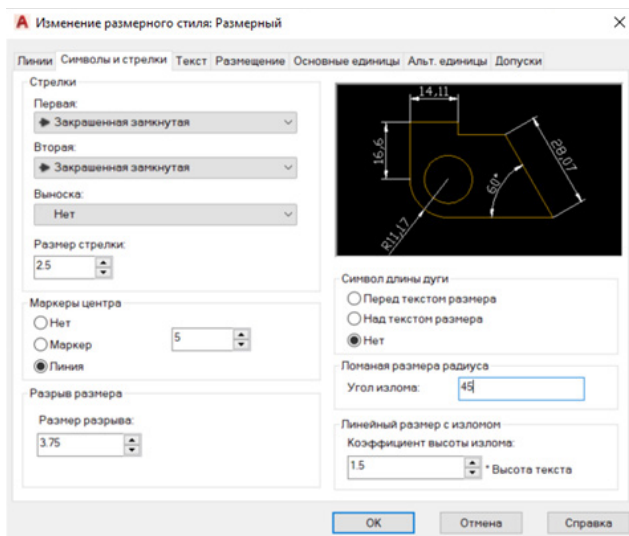 Изменение размерного стиля: Размерный
Линии Символы и стрелки Текст Размещение Основные единицы Альт. единицы Допуски
Стрелки
Первая:
Закрашенная замкнутая
Вторая:
Закрашенная замкнутая
Выноска:
Нет
Размер стрелки:
2.5
Маркеры центра
Нет
Маркер
5
Линия
Разрыв размера
Размер разрыва:
3.75
14,11
16,6
28,07
60°
R11,17
Символ длины дуги
Перед текстом размера
Над текстом размера
Нет
Ломаная размера радиуса
Угол излома:
45
Линейный размер с изломом
Коэффициент высоты излома:
1.5
* Высота текста
OK Отмена Справка